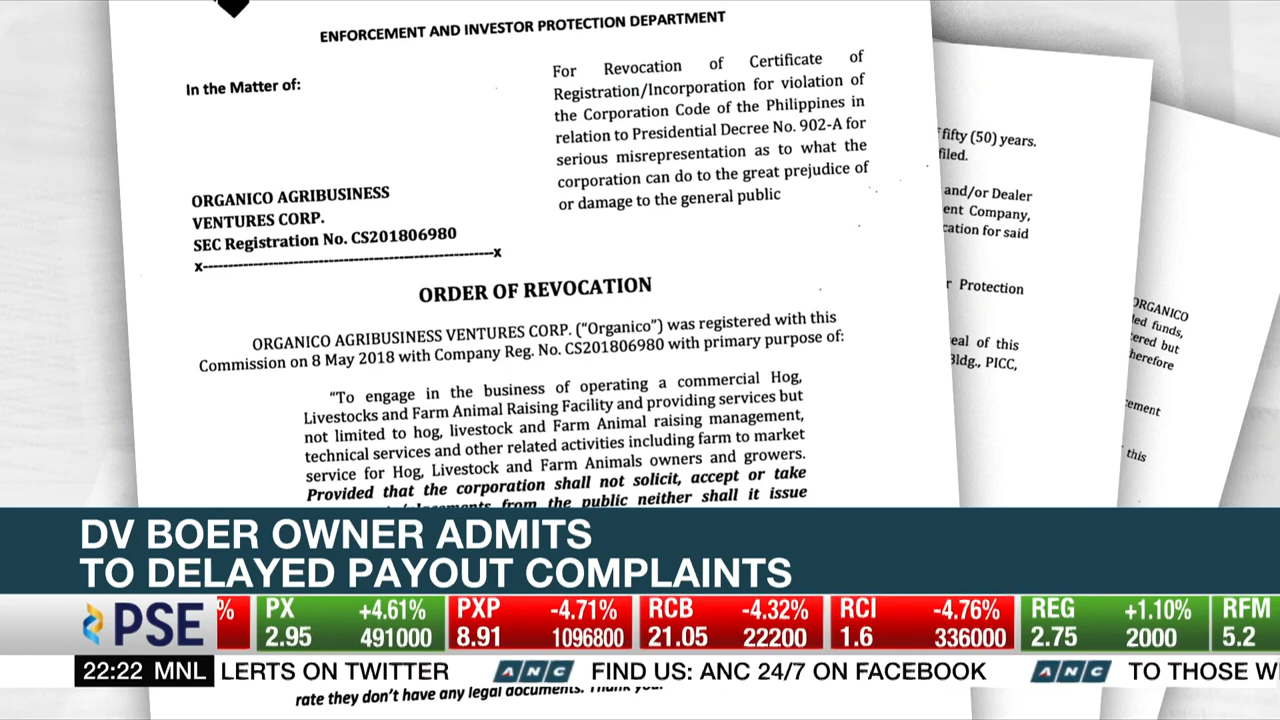 ENFORCEMENT AND INVESTOR PROTECTION DEPARTMENT
In the Matter of:
For Revocation of Certificate of
Registration/Incorporation for violation of
the Corporation Code of the Philippines in
relation to Presidential Decree No. 902-A for
serious misrepresentation as to what the
corporation can do to the great prejudice of
or damage to the general public
ORGANICO AGRIBUSINESS
VENTURES CORP.
SEC Registration No. CS201806980
x-----------------------------------------------------x
ORDER OF REVOCATION
ORGANICO AGRIBUSINESS VENTURES CORP. (“Organico”) was registered with this
Commission on 8 May 2018 with Company Reg. No. CS201806980 with primary purpose of:
“To engage in the business of operating a commercial Hog,
Livestocks and Farm Animal Raising Facility and providing services but
not limited to hog, livestock and Farm Animal raising management,
technical services and other related activities including farm to market
service for Hog, Livestock and Farm Animals owners and growers.
Provided that the corporation shall not solicit, accept or take
from the public neither shall it issue
fifty (50) years.
filed.
and/or Dealer
ent Company,
cation for said
r Protection
eal of this
Bldg., PICC,
ORGANICO
ed funds,
ered but
herefore
cement
this
DV BOER OWNER ADMITS
TO DELAYED PAYOUT COMPLAINTS
PSE
% PX +4.61% PXP -4.71% RCB -4.32% RCI -4.76% REG +1.10% RFM
2.95 491000 8.91 1096800 21.05 22200 1.6 336000 2.75 2000 5.2
22:22 MNL LERTS ON TWITTER ANC FIND US: ANC 24/7 ON FACEBOOK ANC TO THOSE W
rate they don’t have any legal documents. Thank you.